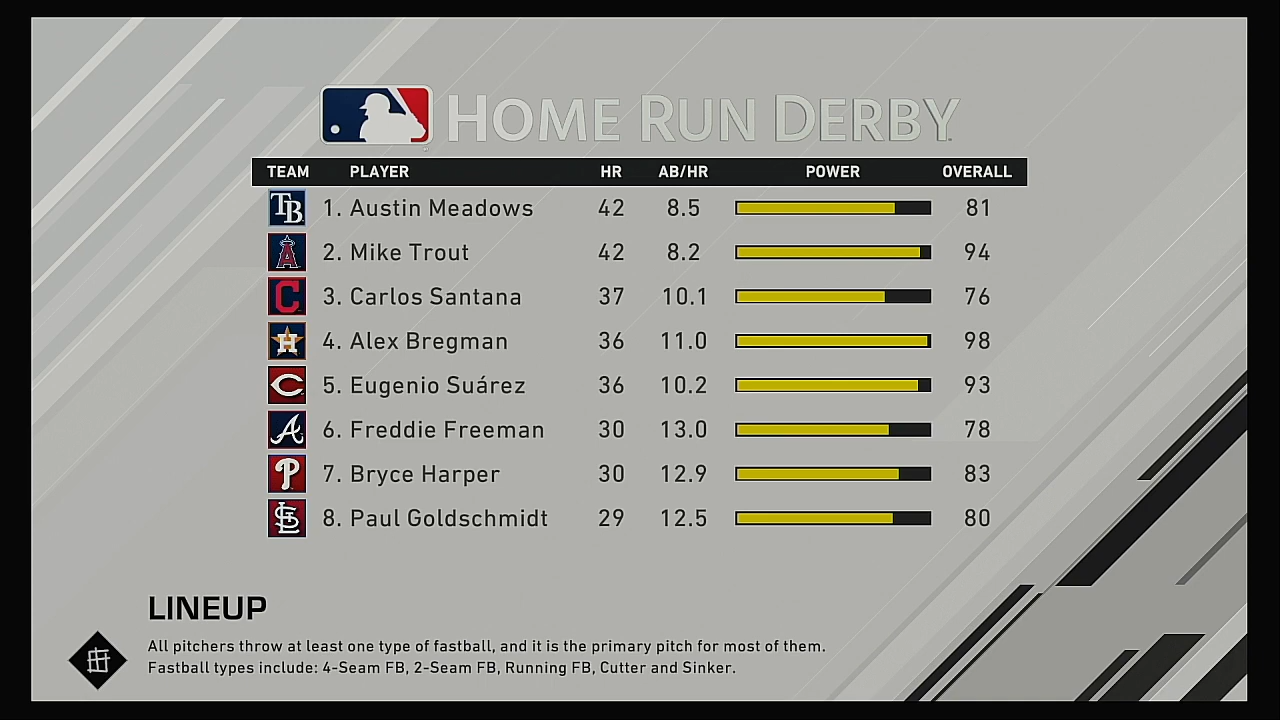 HOME RUN DERBY
TEAM PLAYER HR AB/HR POWER OVERALL
TB 1. Austin Meadows 42 8.5 81
A 2. Mike Trout 42 8.2 94
C 3. Carlos Santana 37 10.1 76
H 4. Alex Bregman 36 11.0 98
C 5. Eugenio Suárez 36 10.2 93
A 6. Freddie Freeman 30 13.0 78
P 7. Bryce Harper 30 12.9 83
STL 8. Paul Goldschmidt 29 12.5 80
LINEUP
All pitchers throw at least one type of fastball, and it is the primary pitch for most of them.
Fastball types include: 4-Seam FB, 2-Seam FB, Running FB, Cutter and Sinker.